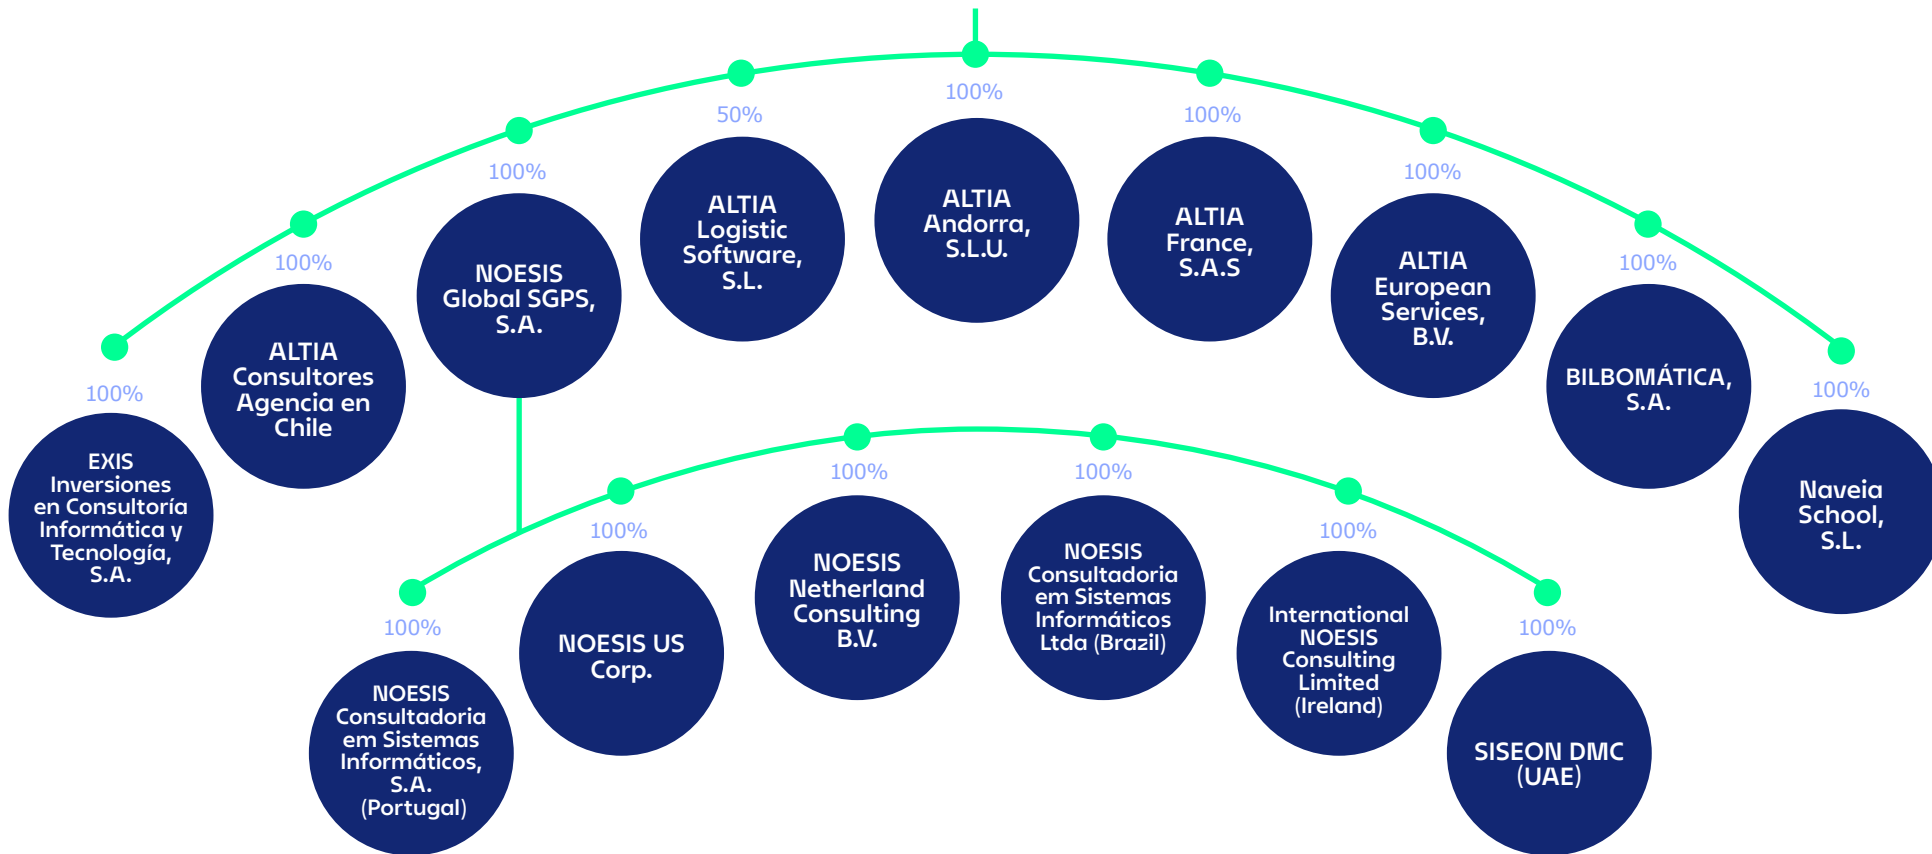 100%
EXIS
Inversiones
en Consultoría
Informática y
Tecnología,
S.A.
100%
ALTIA
Consultores
Agencia en
Chile
100%
NOESIS
Global SGPS,
S.A.
50%
ALTIA
Logistic
Software,
S.L.
100%
ALTIA
Andorra,
S.L.U.
100%
ALTIA
France,
S.A.S
100%
ALTIA
European
Services,
B.V.
100%
BILBOMÁTICA,
S.A.
100%
Naveia
School,
S.L.
100%
NOESIS
Consultadoria
em Sistemas
Informáticos,
S.A.
(Portugal)
100%
NOESIS US
Corp.
100%
NOESIS
Netherland
Consulting
B.V.
100%
NOESIS
Consultadoria
em Sistemas
Informáticos
Ltda (Brazil)
100%
International
NOESIS
Consulting
Limited
(Ireland)
100%
SISEON DMC
(UAE)